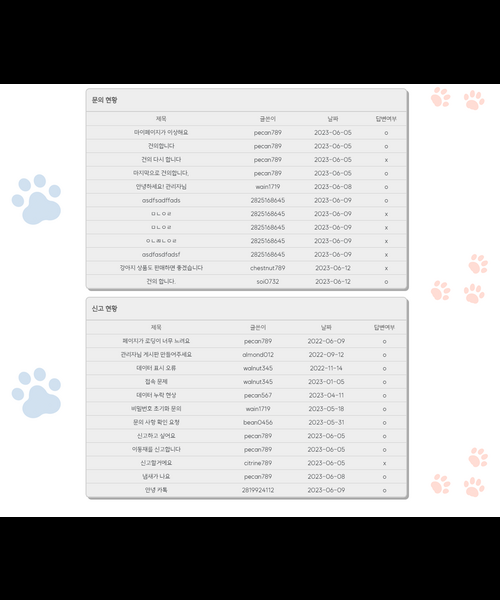 문의 현황
제목 글쓴이 날짜 답변여부
마이페이지가 이상해요 pecan789 2023-06-05 o
건의합니다 pecan789 2023-06-05 o
건의 다시 합니다 pecan789 2023-06-05 x
마지막으로 건의합니다. pecan789 2023-06-05 o
안녕하세요! 관리자님 wain1719 2023-06-08 o
asdfsadffads 2825168645 2023-06-09 o
ㅁㄴㅇㄹ 2825168645 2023-06-09 x
ㅁㄴㅇㄹ 2825168645 2023-06-09 x
2825168645 2023-06-09 x
asdfasdfadsf 2825168645 2023-06-09 x
강아지 상품도 판매하면 좋겠습니다 chestnut789 2023-06-12 x
건의 합니다. soi0732 2023-06-12 o
신고 현황
제목 글쓴이 날짜 답변여부
페이지가 로딩이 너무 느려요 pecan789 2022-06-09 o
관리자님 게시판 만들어주세요 almond012 2022-09-12 o
데이터 표시 오류 walnut345 2022-11-14 o
접속 문제 walnut345 2023-01-05 o
데이터 누락 현상 pecan567 2023-04-11 o
비밀번호 초기화 문의 wain1719 2023-05-18 o
문의 사항 확인 요청 bean0456 2023-05-31 o
신고하고 싶어요 pecan789 2023-06-05 o
이동재을 신고합니다 pecan789 2023-06-05 o
신고할거에요 citrine789 2023-06-05 x
냄새가 나요 pecan789 2023-06-08 o
안녕 카톡 2819924112 2023-06-09 o